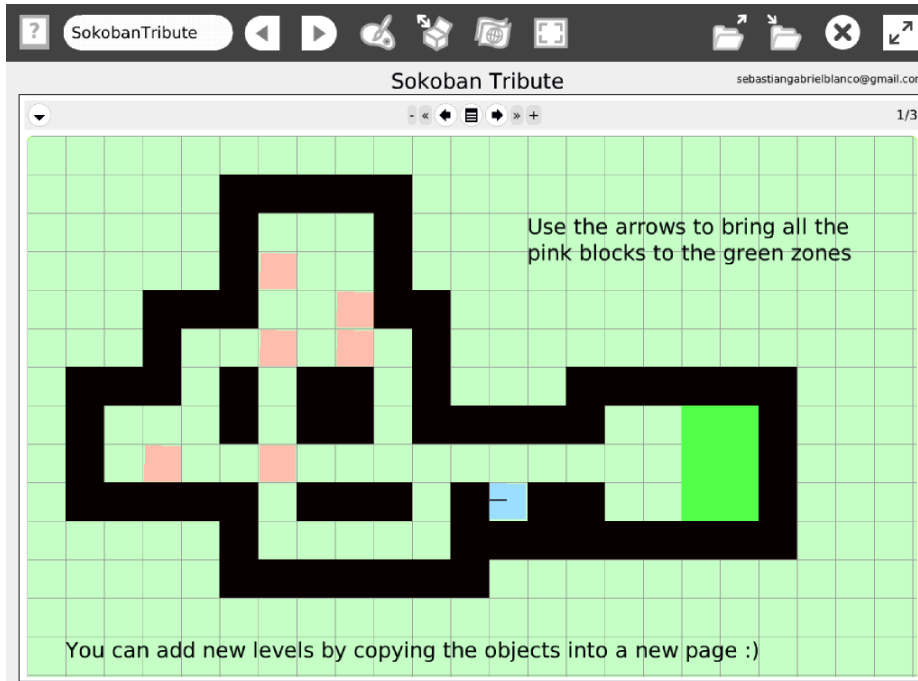 ?
SokobanTribute
Sokoban Tribute
sebastiangabrielblanco@gmail.com
- « » +
1/3
Use the arrows to bring all the
pink blocks to the green zones
You can add new levels by copying the objects into a new page :)